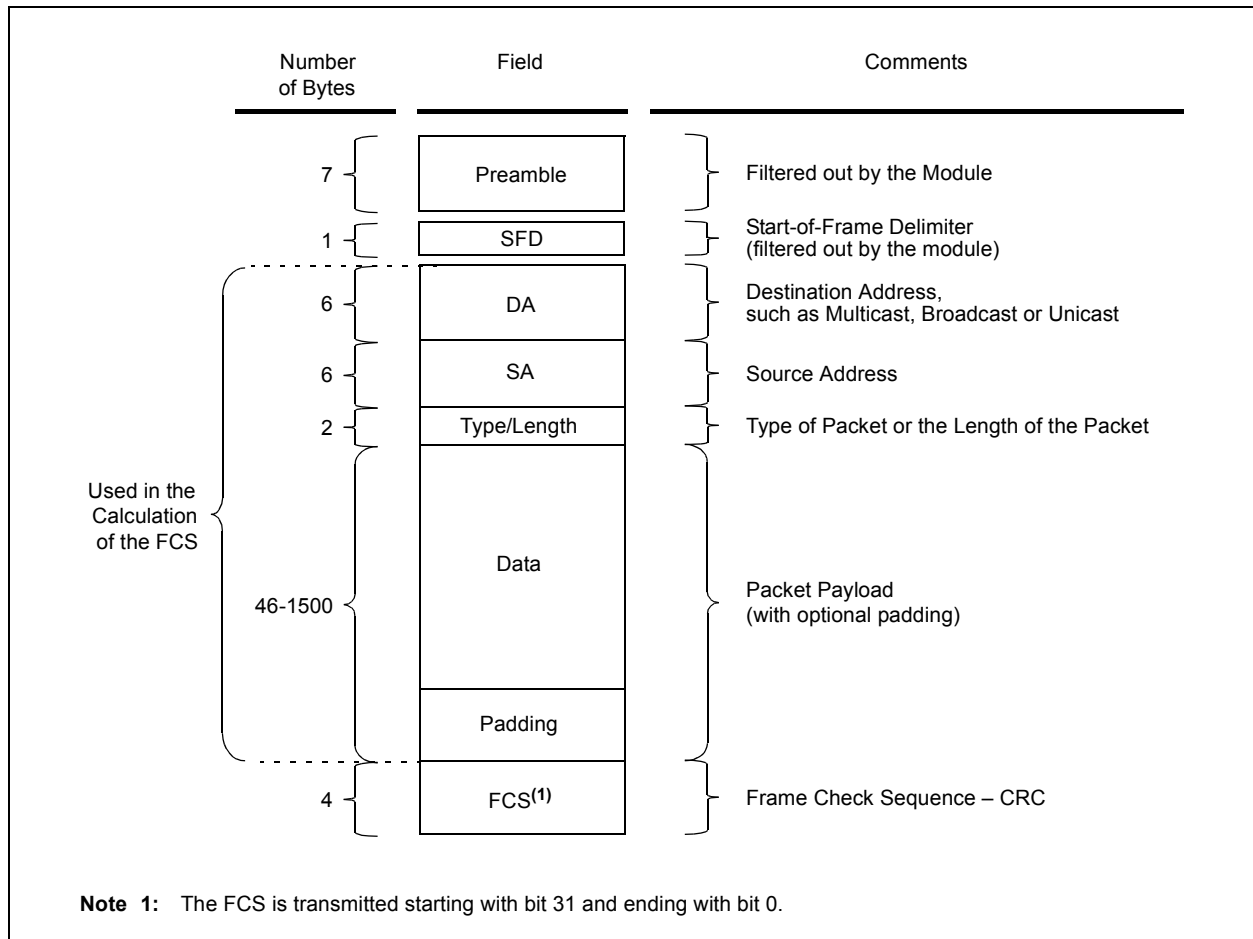 Number
of Bytes
Field
Comments
7
Preamble
Filtered out by the Module
1
SFD
Start-of-Frame Delimiter
(filtered out by the module)
6
DA
Destination Address,
such as Multicast, Broadcast or Unicast
6
SA
Source Address
2
Type/Length
Type of Packet or the Length of the Packet
Used in the
Calculation
of the FCS
46-1500
Data
Packet Payload
(with optional padding)
Padding
4
FCS(1)
Frame Check Sequence – CRC
Note 1: The FCS is transmitted starting with bit 31 and ending with bit 0.